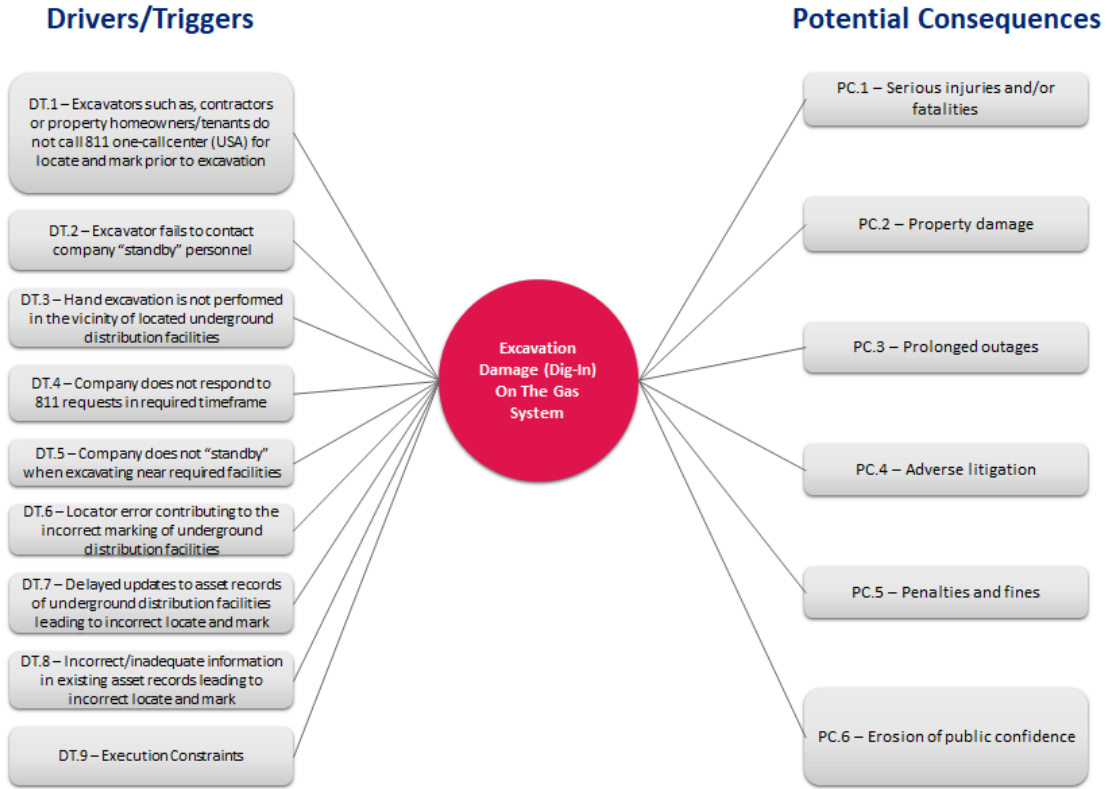 Drivers/Triggers
DT.1 – Excavators such as, contractors
or property homeowners/tenants do
not call 811 one-call center (USA) for
locate and mark prior to excavation
DT.2 – Excavator fails to contact
company “standby” personnel
DT.3 – Hand excavation is not performed
in the vicinity of located underground
distribution facilities
DT.4 – Company does not respond to
811 requests in required timeframe
DT.5 – Company does not “standby”
when excavating near required facilities
DT.6 – Locator error contributing to the
incorrect marking of underground
distribution facilities
DT.7 – Delayed updates to asset records
of underground distribution facilities
leading to incorrect locate and mark
DT.8 – Incorrect/inadequate information
in existing asset records leading to
incorrect locate and mark
DT.9 – Execution Constraints
Excavation
Damage (Dig-In)
On The Gas
System
Potential Consequences
PC.1 – Serious injuries and/or
fatalities
PC.2 – Property damage
PC.3 – Prolonged outages
PC.4 – Adverse litigation
PC.5 – Penalties and fines
PC.6 – Erosion of public confidence